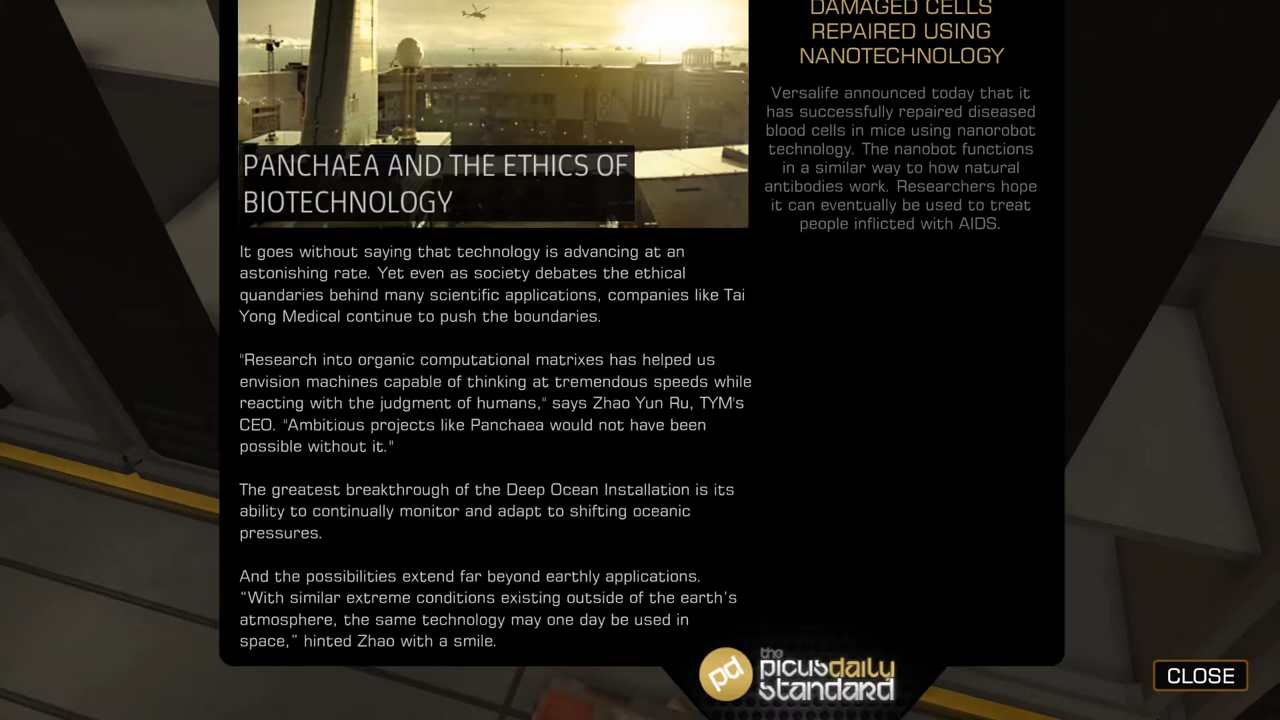 PANCHAEA AND THE ETHICS OF
BIOTECHNOLOGY
It goes without saying that technology is advancing at an
astonishing rate. Yet even as society debates the ethical
quandaries behind many scientific applications, companies like Tai
Yong Medical continue to push the boundaries.
"Research into organic computational matrixes has helped us
envision machines capable of thinking at tremendous speeds while
reacting with the judgment of humans," says Zhao Yun Ru, TYM's
CEO. "Ambitious projects like Panchaea would not have been
possible without it."
The greatest breakthrough of the Deep Ocean Installation is its
ability to continually monitor and adapt to shifting oceanic
pressures.
And the possibilities extend far beyond earthly applications.
“With similar extreme conditions existing outside of the earth's
atmosphere, the same technology may one day be used in
space,” hinted Zhao with a smile.
DAMAGED CELLS
REPAIRED USING
NANOTECHNOLOGY
Versalife announced today that it
has successfully repaired diseased
blood cells in mice using nanorobot
technology. The nanobot functions
in a similar way to how natural
antibodies work. Researchers hope
it can eventually be used to treat
people inflicted with AIDS.
pd
the
picusdaily
standard
CLOSE